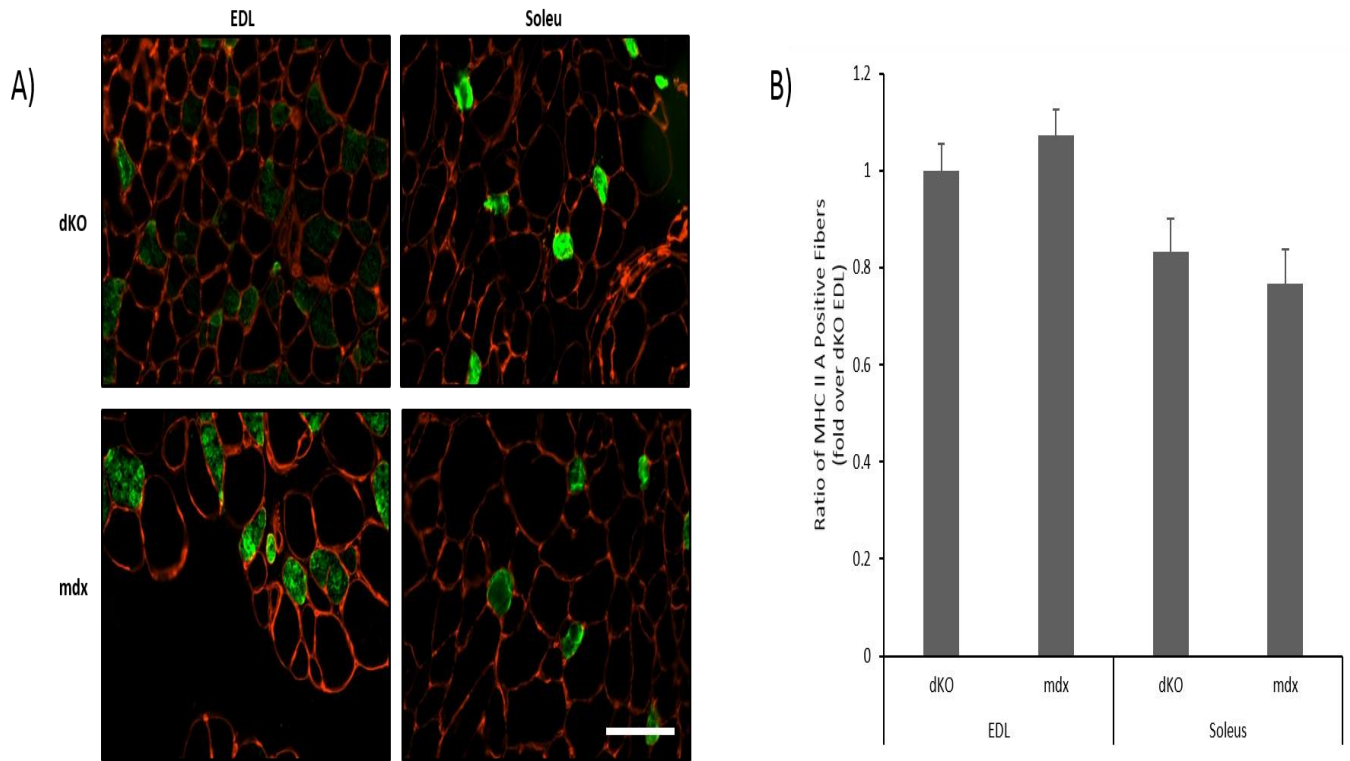 EDL
Soleu
A)
dKO
mdx
B)
Ratio of MHC II A Positive Fibers
(fold over dKO EDL)
1.2
1
0.8
0.6
0.4
0.2
0
dKO mdx dKO mdx
EDL Soleus